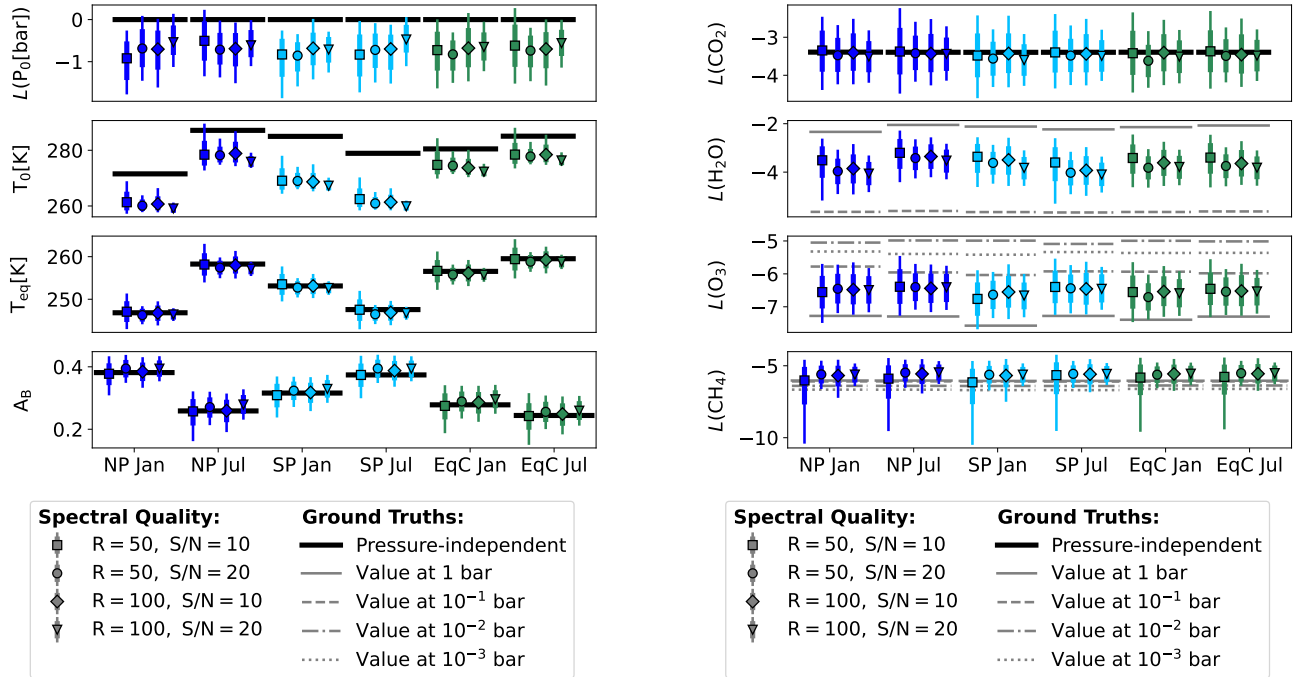 L(P₀[bar])
0
−1
T₀[K]
280
260
T_eq[K]
260
250
A_B
0.4
0.2
NP Jan NP Jul SP Jan SP Jul EqC Jan EqC Jul
L(CO₂)
−3
−4
L(H₂O)
−2
−4
L(O₃)
−5
−6
−7
L(CH₄)
−5
−10
NP Jan NP Jul SP Jan SP Jul EqC Jan EqC Jul
Spectral Quality:
R = 50, S/N = 10
R = 50, S/N = 20
R = 100, S/N = 10
R = 100, S/N = 20
Ground Truths:
Pressure-independent
Value at 1 bar
Value at 10⁻¹ bar
Value at 10⁻² bar
Value at 10⁻³ bar
Spectral Quality:
R = 50, S/N = 10
R = 50, S/N = 20
R = 100, S/N = 10
R = 100, S/N = 20
Ground Truths:
Pressure-independent
Value at 1 bar
Value at 10⁻¹ bar
Value at 10⁻² bar
Value at 10⁻³ bar